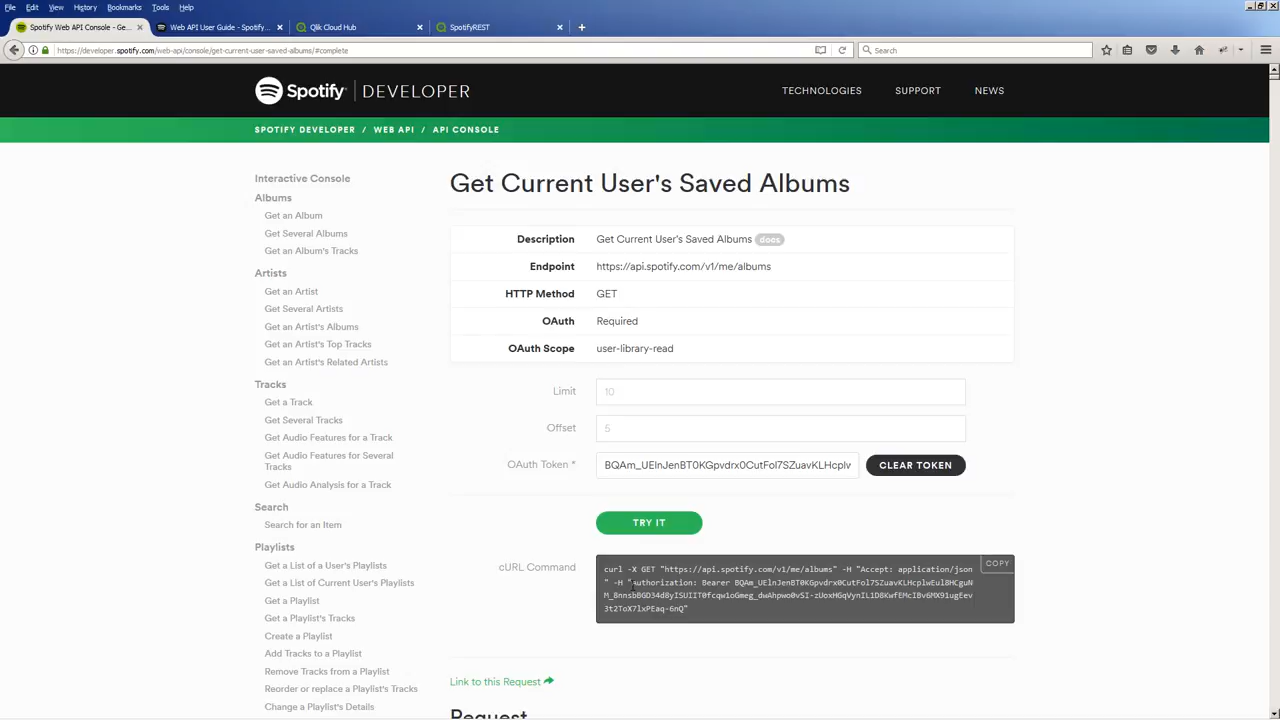 File Edit View History Bookmarks Tools Help
Spotify Web API Console - Ge... × Web API User Guide - Spotify... × Qlik Cloud Hub × SpotifyREST × +
https://developer.spotify.com/web-api/console/get-current-user-saved-albums/#complete Search
Spotify DEVELOPER TECHNOLOGIES SUPPORT NEWS
SPOTIFY DEVELOPER / WEB API / API CONSOLE
Interactive Console
Albums
Get an Album
Get Several Albums
Get an Album's Tracks
Artists
Get an Artist
Get Several Artists
Get an Artist's Albums
Get an Artist's Top Tracks
Get an Artist's Related Artists
Tracks
Get a Track
Get Several Tracks
Get Audio Features for a Track
Get Audio Features for Several
Tracks
Get Audio Analysis for a Track
Search
Search for an Item
Playlists
Get a List of a User's Playlists
Get a List of Current User's Playlists
Get a Playlist
Get a Playlist's Tracks
Create a Playlist
Add Tracks to a Playlist
Remove Tracks from a Playlist
Reorder or replace a Playlist's Tracks
Change a Playlist's Details
Get Current User's Saved Albums
Description Get Current User's Saved Albums docs
Endpoint https://api.spotify.com/v1/me/albums
HTTP Method GET
OAuth Required
OAuth Scope user-library-read
Limit 10
Offset 5
OAuth Token * CLEAR TOKEN
TRY IT
cURL Command COPY
curl -X GET "https://api.spotify.com/v1/me/albums" -H "Accept: application/json
" -H "Authorization: Bearer
Link to this Request
Request